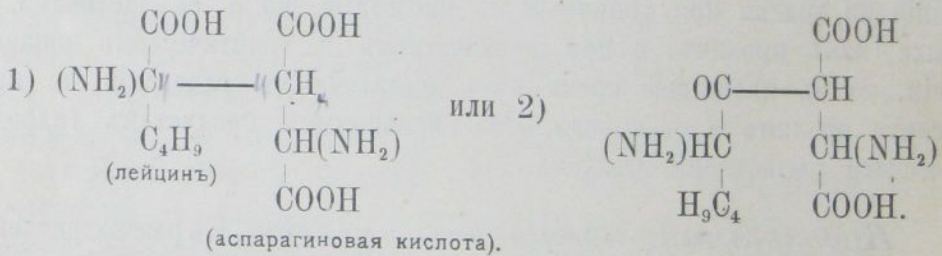 COOH COOH COOH
1) (NH₂)C — CH OC — CH
или 2)
C₄H₉ CH(NH₂) (NH₂)HC CH(NH₂)
(лейцинъ)
COOH H₉C₄ COOH.
(аспарагиновая кислота).